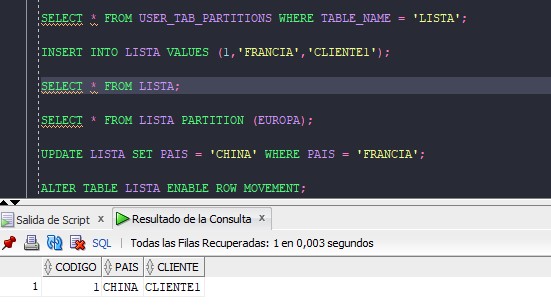 SELECT * FROM USER_TAB_PARTITIONS WHERE TABLE_NAME = 'LISTA';
INSERT INTO LISTA VALUES (1,'FRANCIA','CLIENTE1');
SELECT * FROM LISTA;
SELECT * FROM LISTA PARTITION (EUROPA);
UPDATE LISTA SET PAIS = 'CHINA' WHERE PAIS = 'FRANCIA';
ALTER TABLE LISTA ENABLE ROW MOVEMENT;
Salida de Script x Resultado de la Consulta x
SQL | Todas las Filas Recuperadas: 1 en 0,003 segundos
CODIGO PAIS CLIENTE
1 1 CHINA CLIENTE1